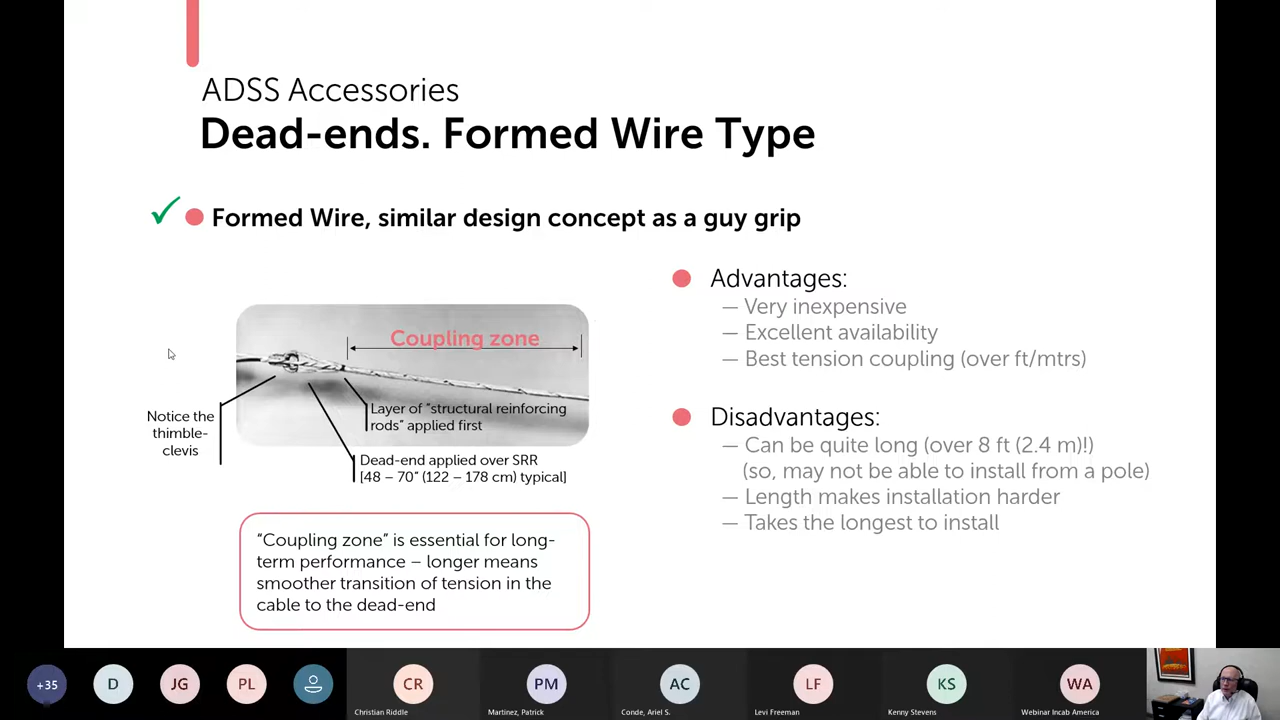 ADSS Accessories
Dead-ends. Formed Wire Type
Formed Wire, similar design concept as a guy grip
Coupling zone
Notice the
thimble-
clevis
Layer of “structural reinforcing
rods” applied first
Dead-end applied over SRR
[48 – 70” (122 – 178 cm) typical]
“Coupling zone” is essential for long-
term performance – longer means
smoother transition of tension in the
cable to the dead-end
Advantages:
— Very inexpensive
— Excellent availability
— Best tension coupling (over ft/mtrs)
Disadvantages:
— Can be quite long (over 8 ft (2.4 m)!)
(so, may not be able to install from a pole)
— Length makes installation harder
— Takes the longest to install
+35
D
JG
PL
CR
Christian Riddle
PM
Martinez, Patrick
AC
Conde, Ariel S.
LF
Levi Freeman
KS
Kenny Stevens
WA
Webinar Incab America